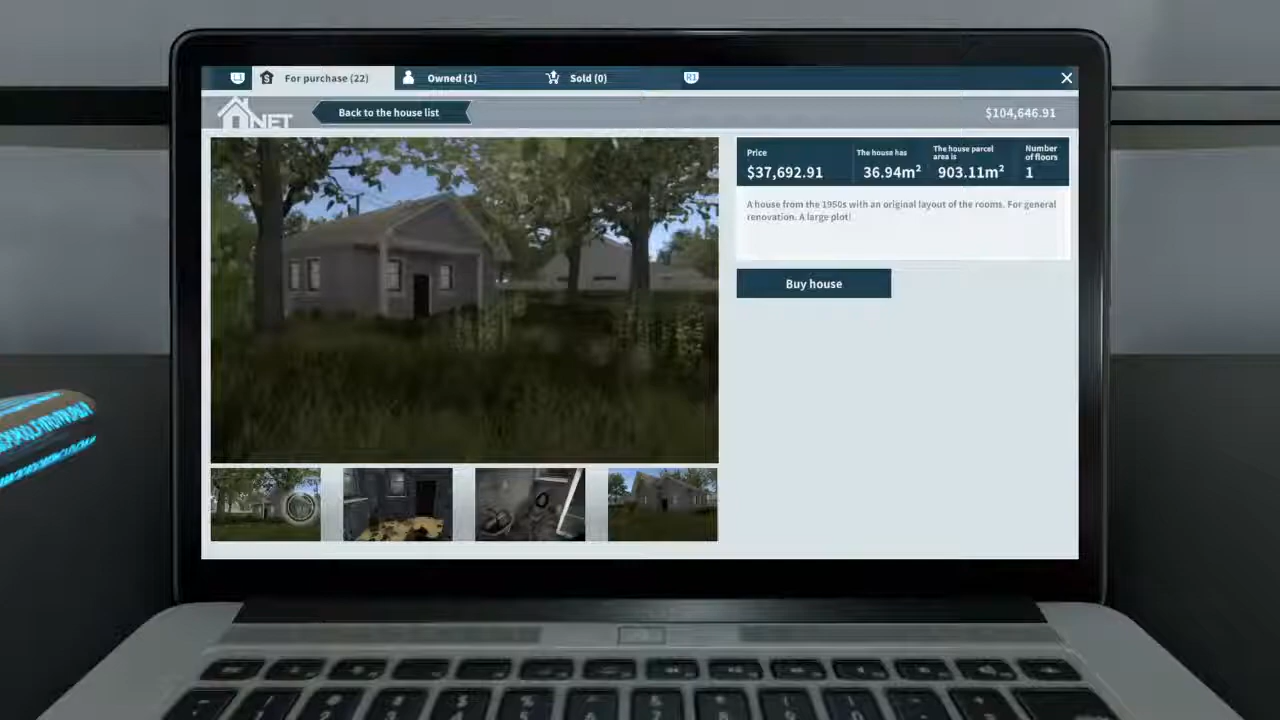 L1
For purchase (22)
Owned (1)
Sold (0)
R1
NET
Back to the house list
$104,646.91
Price
$37,692.91
The house has
36.94m²
The house parcel
area is
903.11m²
Number
of floors
1
A house from the 1950s with an original layout of the rooms. For general
renovation. A large plot!
Buy house